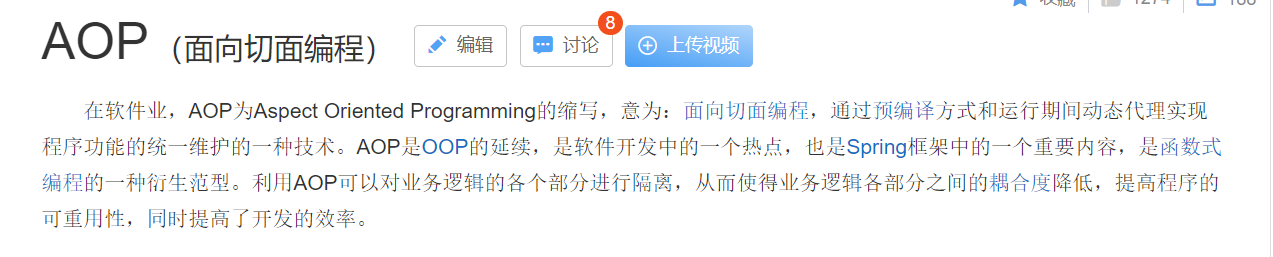 AOP（面向切面编程） 编辑 讨论 8 上传视频
在软件业，AOP为Aspect Oriented Programming的缩写，意为：面向切面编程，通过预编译方式和运行期间动态代理实现
程序功能的统一维护的一种技术。AOP是OOP的延续，是软件开发中的一个热点，也是Spring框架中的一个重要内容，是函数式
编程的一种衍生范型。利用AOP可以对业务逻辑的各个部分进行隔离，从而使得业务逻辑各部分之间的耦合度降低，提高程序的
可重用性，同时提高了开发的效率。